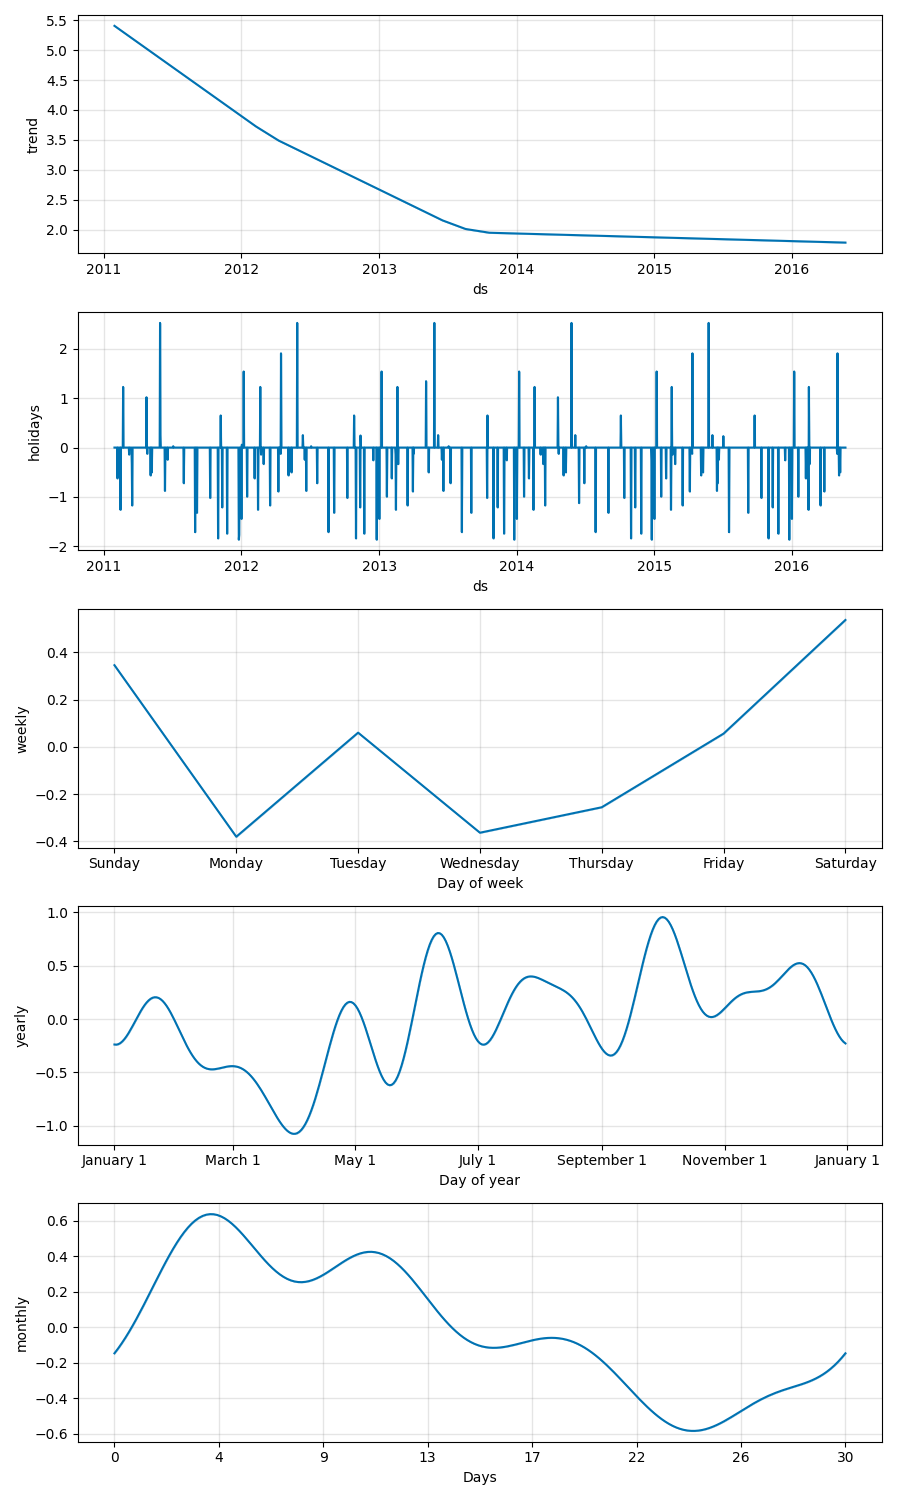 5.5
5.0
4.5
4.0
3.5
3.0
2.5
2.0
trend
2011 2012 2013 2014 2015 2016
ds
2
1
0
−1
−2
holidays
2011 2012 2013 2014 2015 2016
ds
0.4
0.2
0.0
−0.2
−0.4
weekly
Sunday Monday Tuesday Wednesday Thursday Friday Saturday
Day of week
1.0
0.5
0.0
−0.5
−1.0
yearly
January 1 March 1 May 1 July 1 September 1 November 1 January 1
Day of year
0.6
0.4
0.2
0.0
−0.2
−0.4
−0.6
monthly
0 4 9 13 17 22 26 30
Days